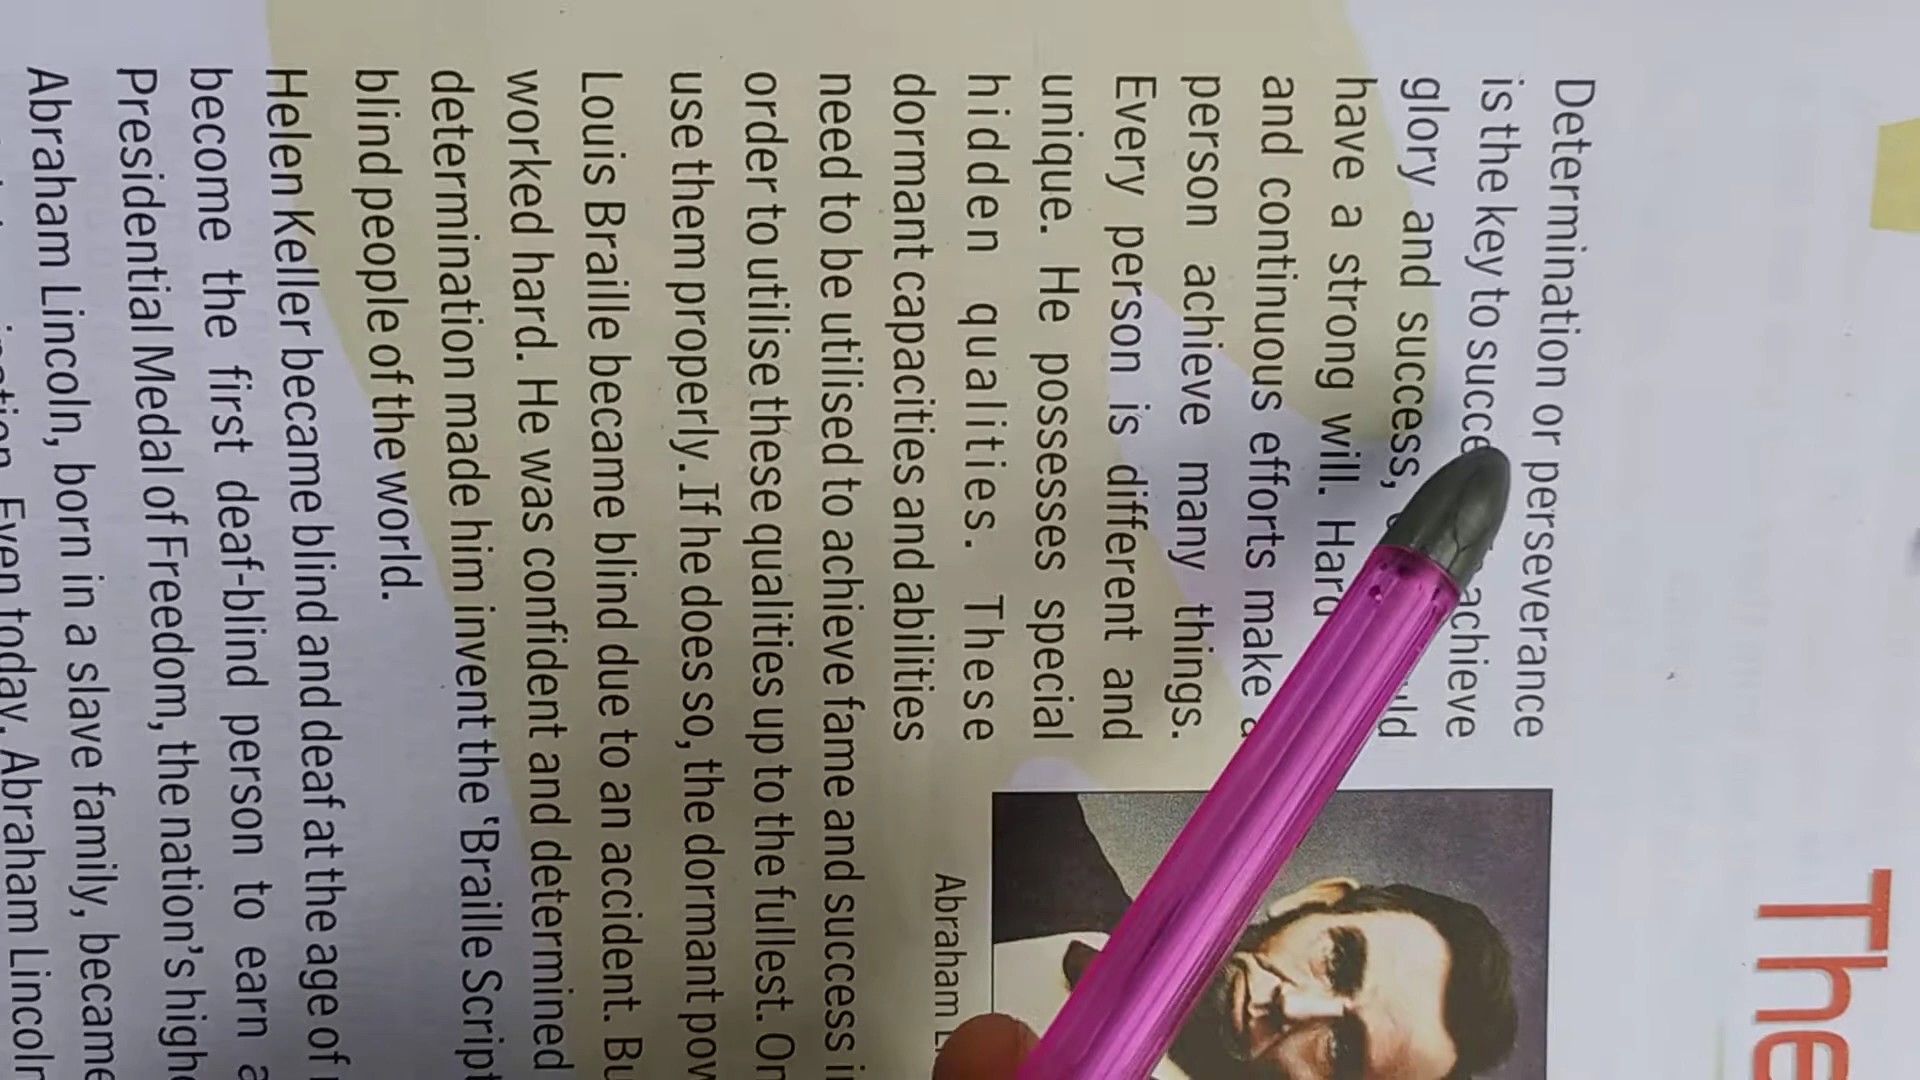 The
Determination or perseverance
is the key to succe achieve
glory and success,
have a strong will. Hard
and continuous efforts make a
person achieve many things.
Every person is different and
unique. He possesses special
hidden qualities. These
dormant capacities and abilities
need to be utilised to achieve fame and success
order to utilise these qualities up to the fullest.
use them properly. If he does so, the dormant
Louis Braille became blind due to an accident.
worked hard. He was confident and determined
determination made him invent the ‘Braille Script
blind people of the world.
Helen Keller became blind and deaf at the age of
become the first deaf-blind person to earn a
Presidential Medal of Freedom, the nation’s
Abraham Lincoln, born in a slave family, became
Even today, Abraham Lincoln
Abraham